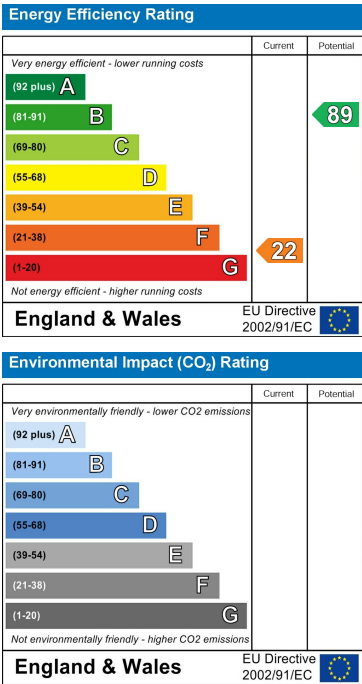 Energy Efficiency Rating
Current Potential
Very energy efficient - lower running costs
(92 plus) A
(81-91) B
89
(69-80) C
(55-68) D
(39-54) E
(21-38) F
22
(1-20) G
Not energy efficient - higher running costs
England & Wales
EU Directive
2002/91/EC
Environmental Impact (CO₂) Rating
Current Potential
Very environmentally friendly - lower CO2 emissions
(92 plus) A
(81-91) B
(69-80) C
(55-68) D
(39-54) E
(21-38) F
(1-20) G
Not environmentally friendly - higher CO2 emissions
England & Wales
EU Directive
2002/91/EC